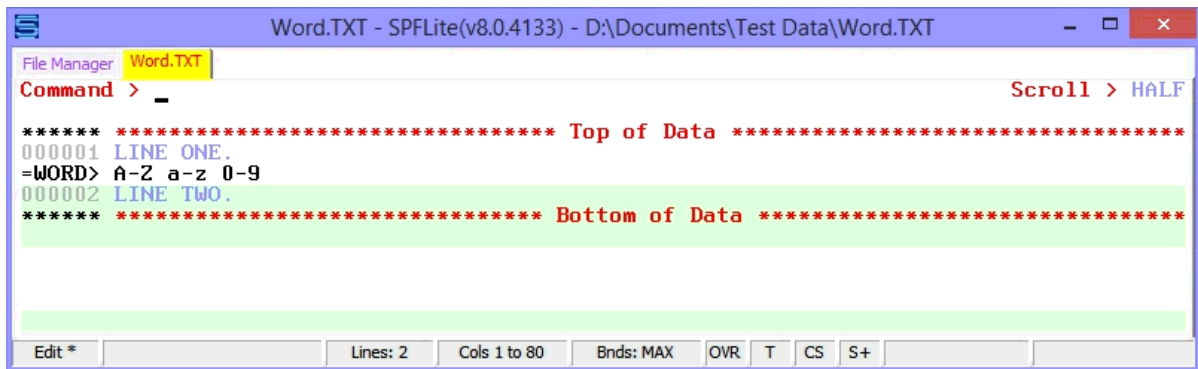 Word.TXT - SPFLite(v8.0.4133) - D:\Documents\Test Data\Word.TXT
File Manager Word.TXT
Command > _ Scroll > HALF
****** ********************************* Top of Data **********************************
000001 LINE ONE.
=WORD> A-Z a-z 0-9
000002 LINE TWO.
****** ******************************** Bottom of Data ********************************
Edit * Lines: 2 Cols 1 to 80 Bnds: MAX OVR T CS S+